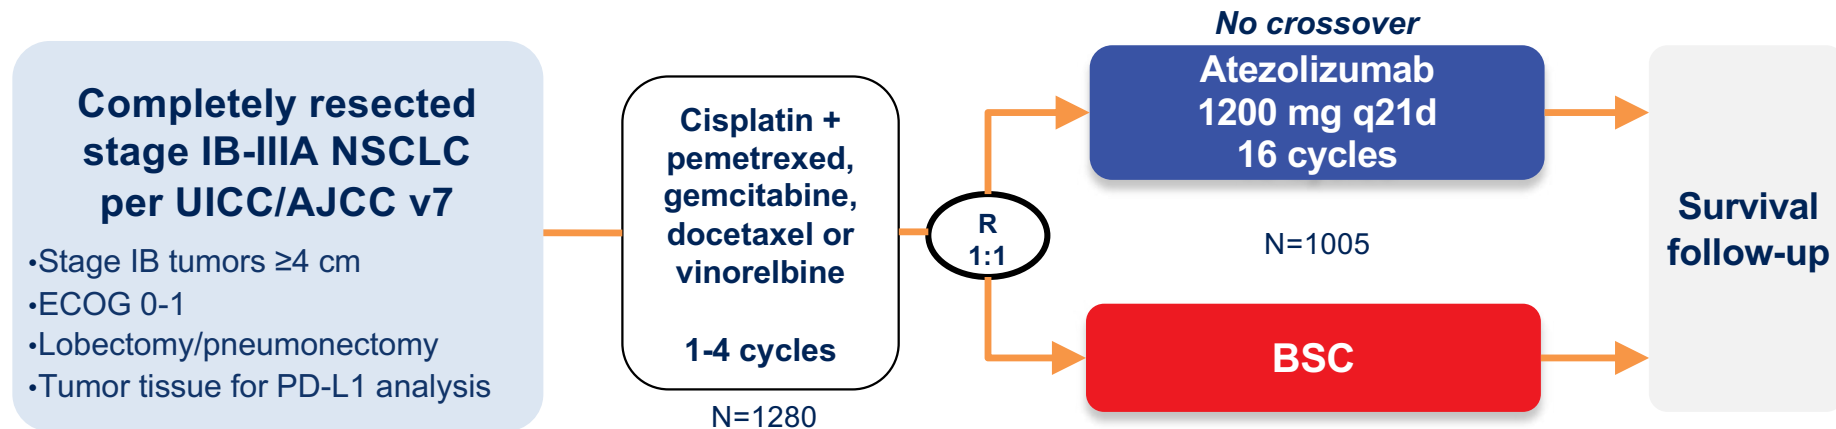 Completely resected
stage IB-IIIA NSCLC
per UICC/AJCC v7
•Stage IB tumors ≥4 cm
•ECOG 0-1
•Lobectomy/pneumonectomy
•Tumor tissue for PD-L1 analysis
Cisplatin +
pemetrexed,
gemcitabine,
docetaxel or
vinorelbine
1-4 cycles
N=1280
R
1:1
No crossover
Atezolizumab
1200 mg q21d
16 cycles
N=1005
BSC
Survival
follow-up